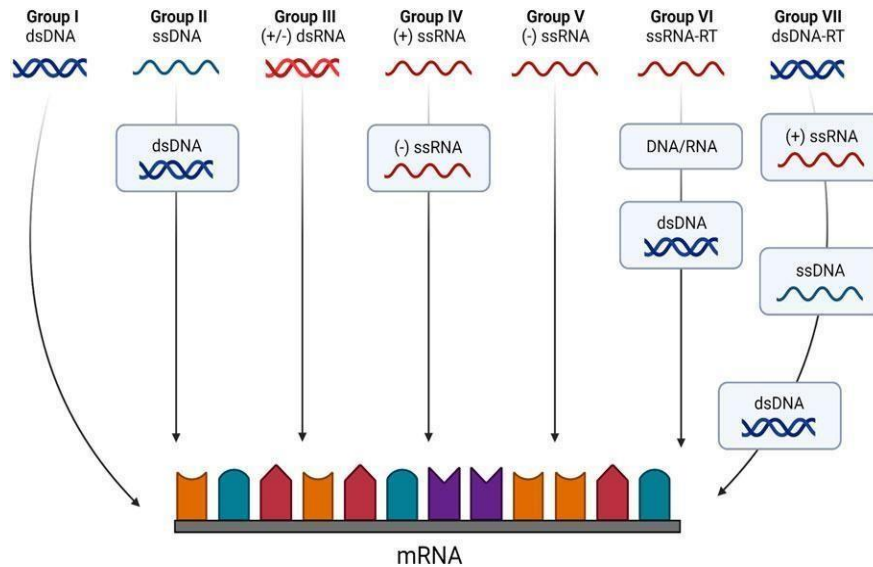 Group I
dsDNA
Group II
ssDNA
Group III
(+/-) dsRNA
Group IV
(+) ssRNA
Group V
(-) ssRNA
Group VI
ssRNA-RT
Group VII
dsDNA-RT
dsDNA
(-) ssRNA
DNA/RNA
dsDNA
(+) ssRNA
ssDNA
dsDNA
mRNA